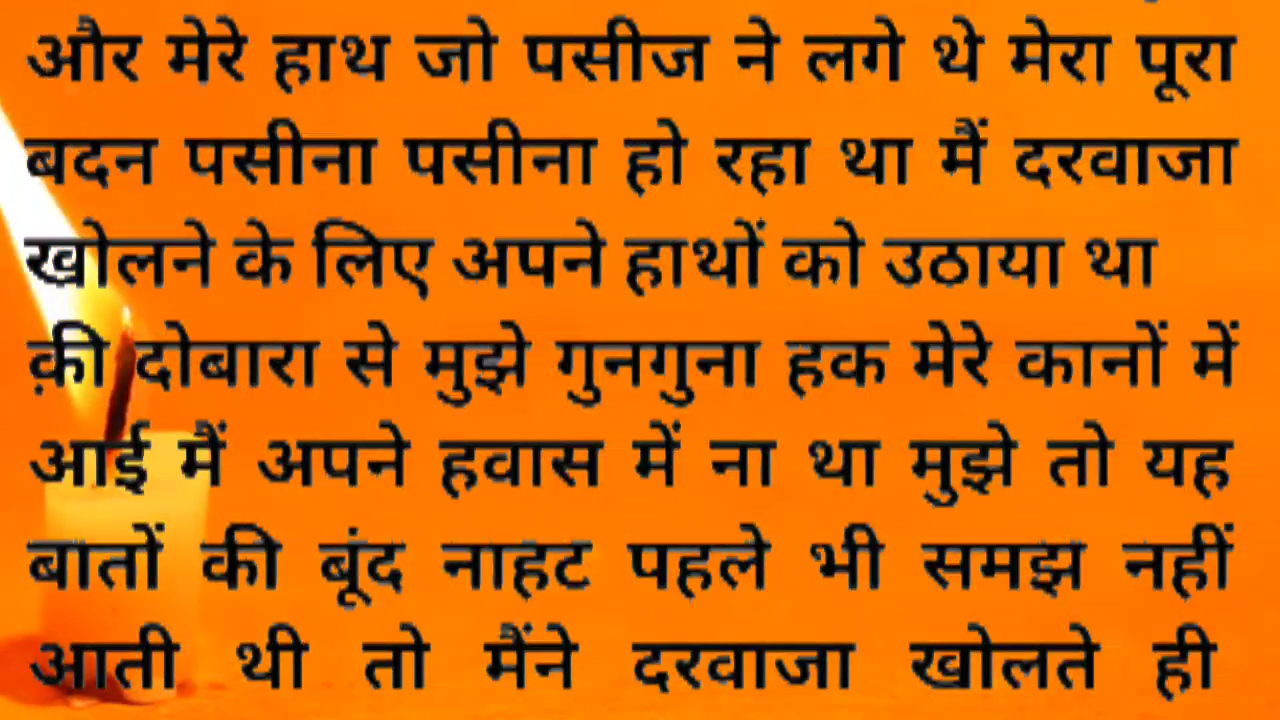 और मेरे हाथ जो पसीज ने लगे थे मेरा पूरा
बदन पसीना पसीना हो रहा था मैं दरवाजा
खोलने के लिए अपने हाथों को उठाया था
क़ी दोबारा से मुझे गुनगुना हक मेरे कानों में
आई मैं अपने हवास में ना था मुझे तो यह
बातों की बूंद नाहट पहले भी समझ नहीं
आती थी तो मैंने दरवाजा खोलते ही